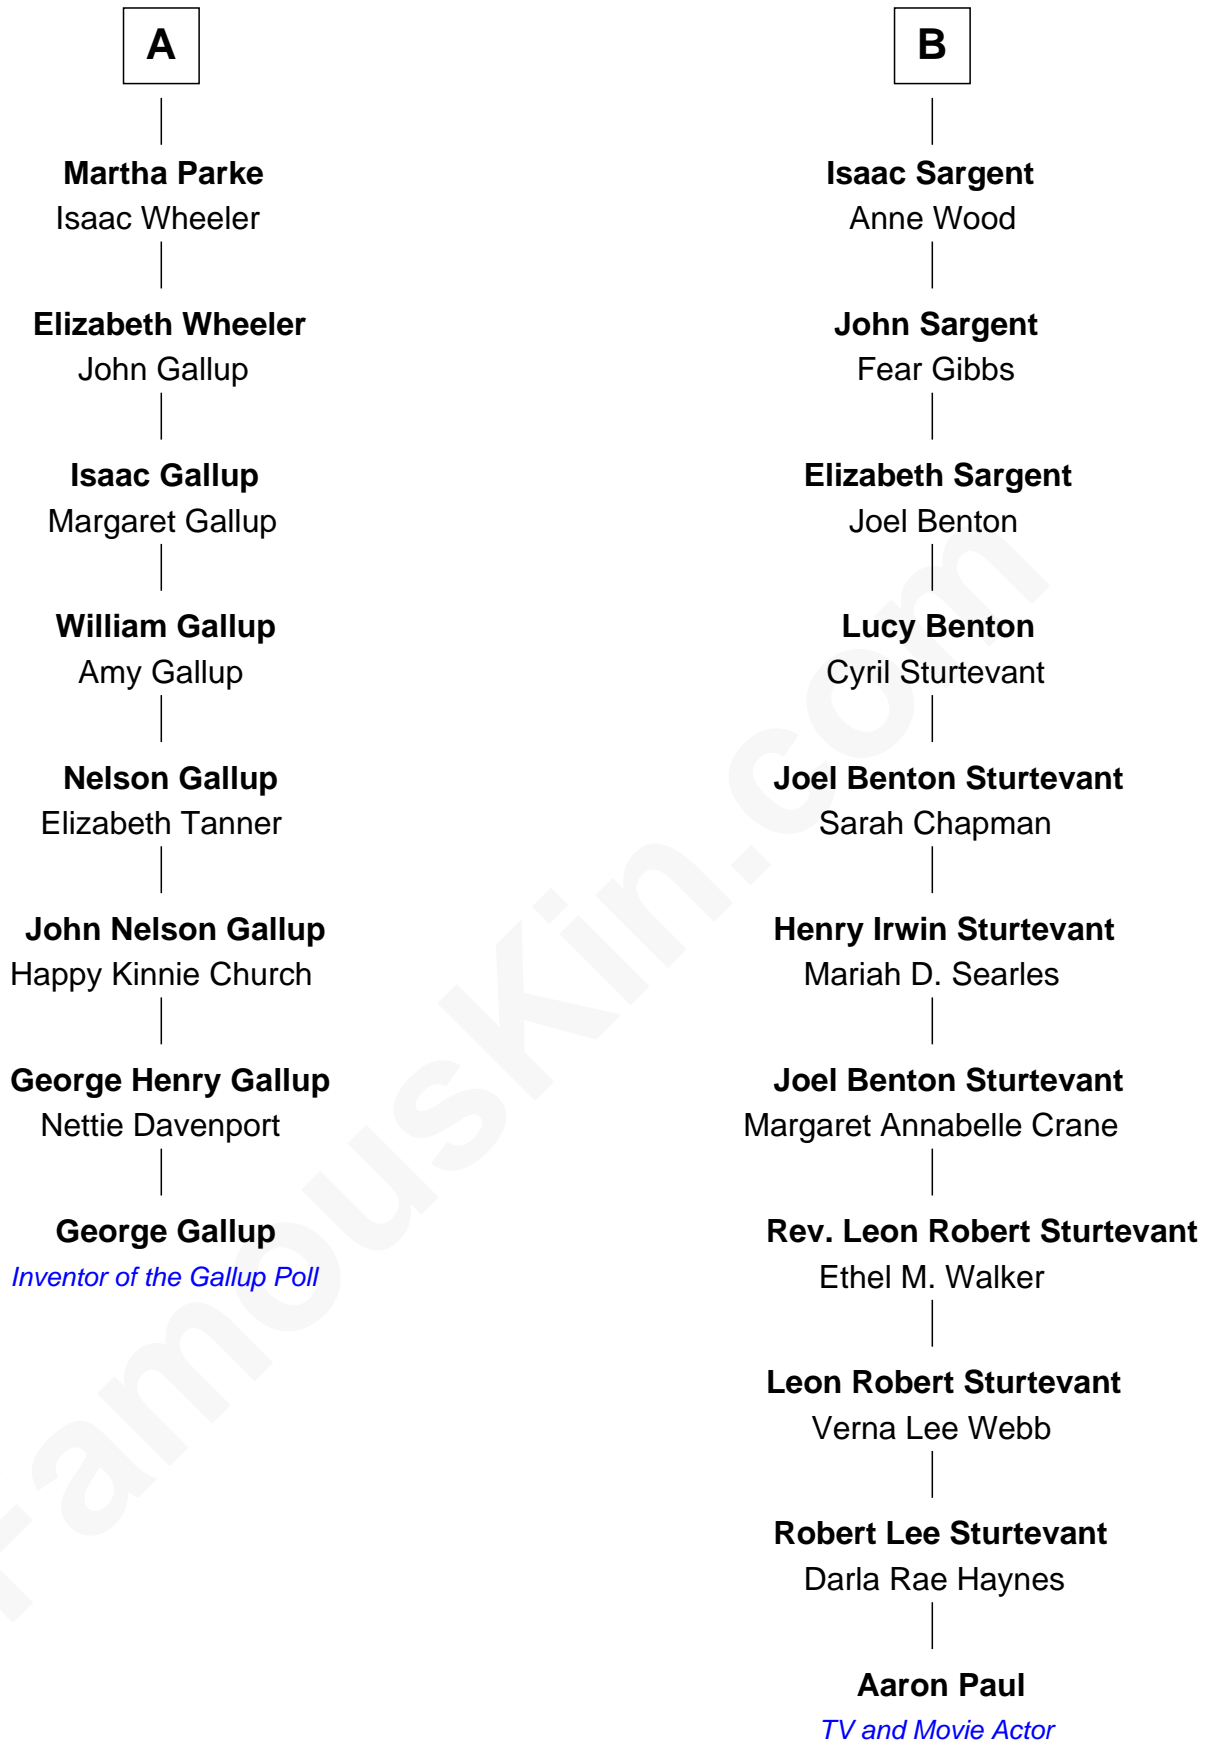 A
Martha Parke
Isaac Wheeler
Elizabeth Wheeler
John Gallup
Isaac Gallup
Margaret Gallup
William Gallup
Amy Gallup
Nelson Gallup
Elizabeth Tanner
John Nelson Gallup
Happy Kinnie Church
George Henry Gallup
Nettie Davenport
George Gallup
Inventor of the Gallup Poll
B
Isaac Sargent
Anne Wood
John Sargent
Fear Gibbs
Elizabeth Sargent
Joel Benton
Lucy Benton
Cyril Sturtevant
Joel Benton Sturtevant
Sarah Chapman
Henry Irwin Sturtevant
Mariah D. Searles
Joel Benton Sturtevant
Margaret Annabelle Crane
Rev. Leon Robert Sturtevant
Ethel M. Walker
Leon Robert Sturtevant
Verna Lee Webb
Robert Lee Sturtevant
Darla Rae Haynes
Aaron Paul
TV and Movie Actor
FamousKin.com